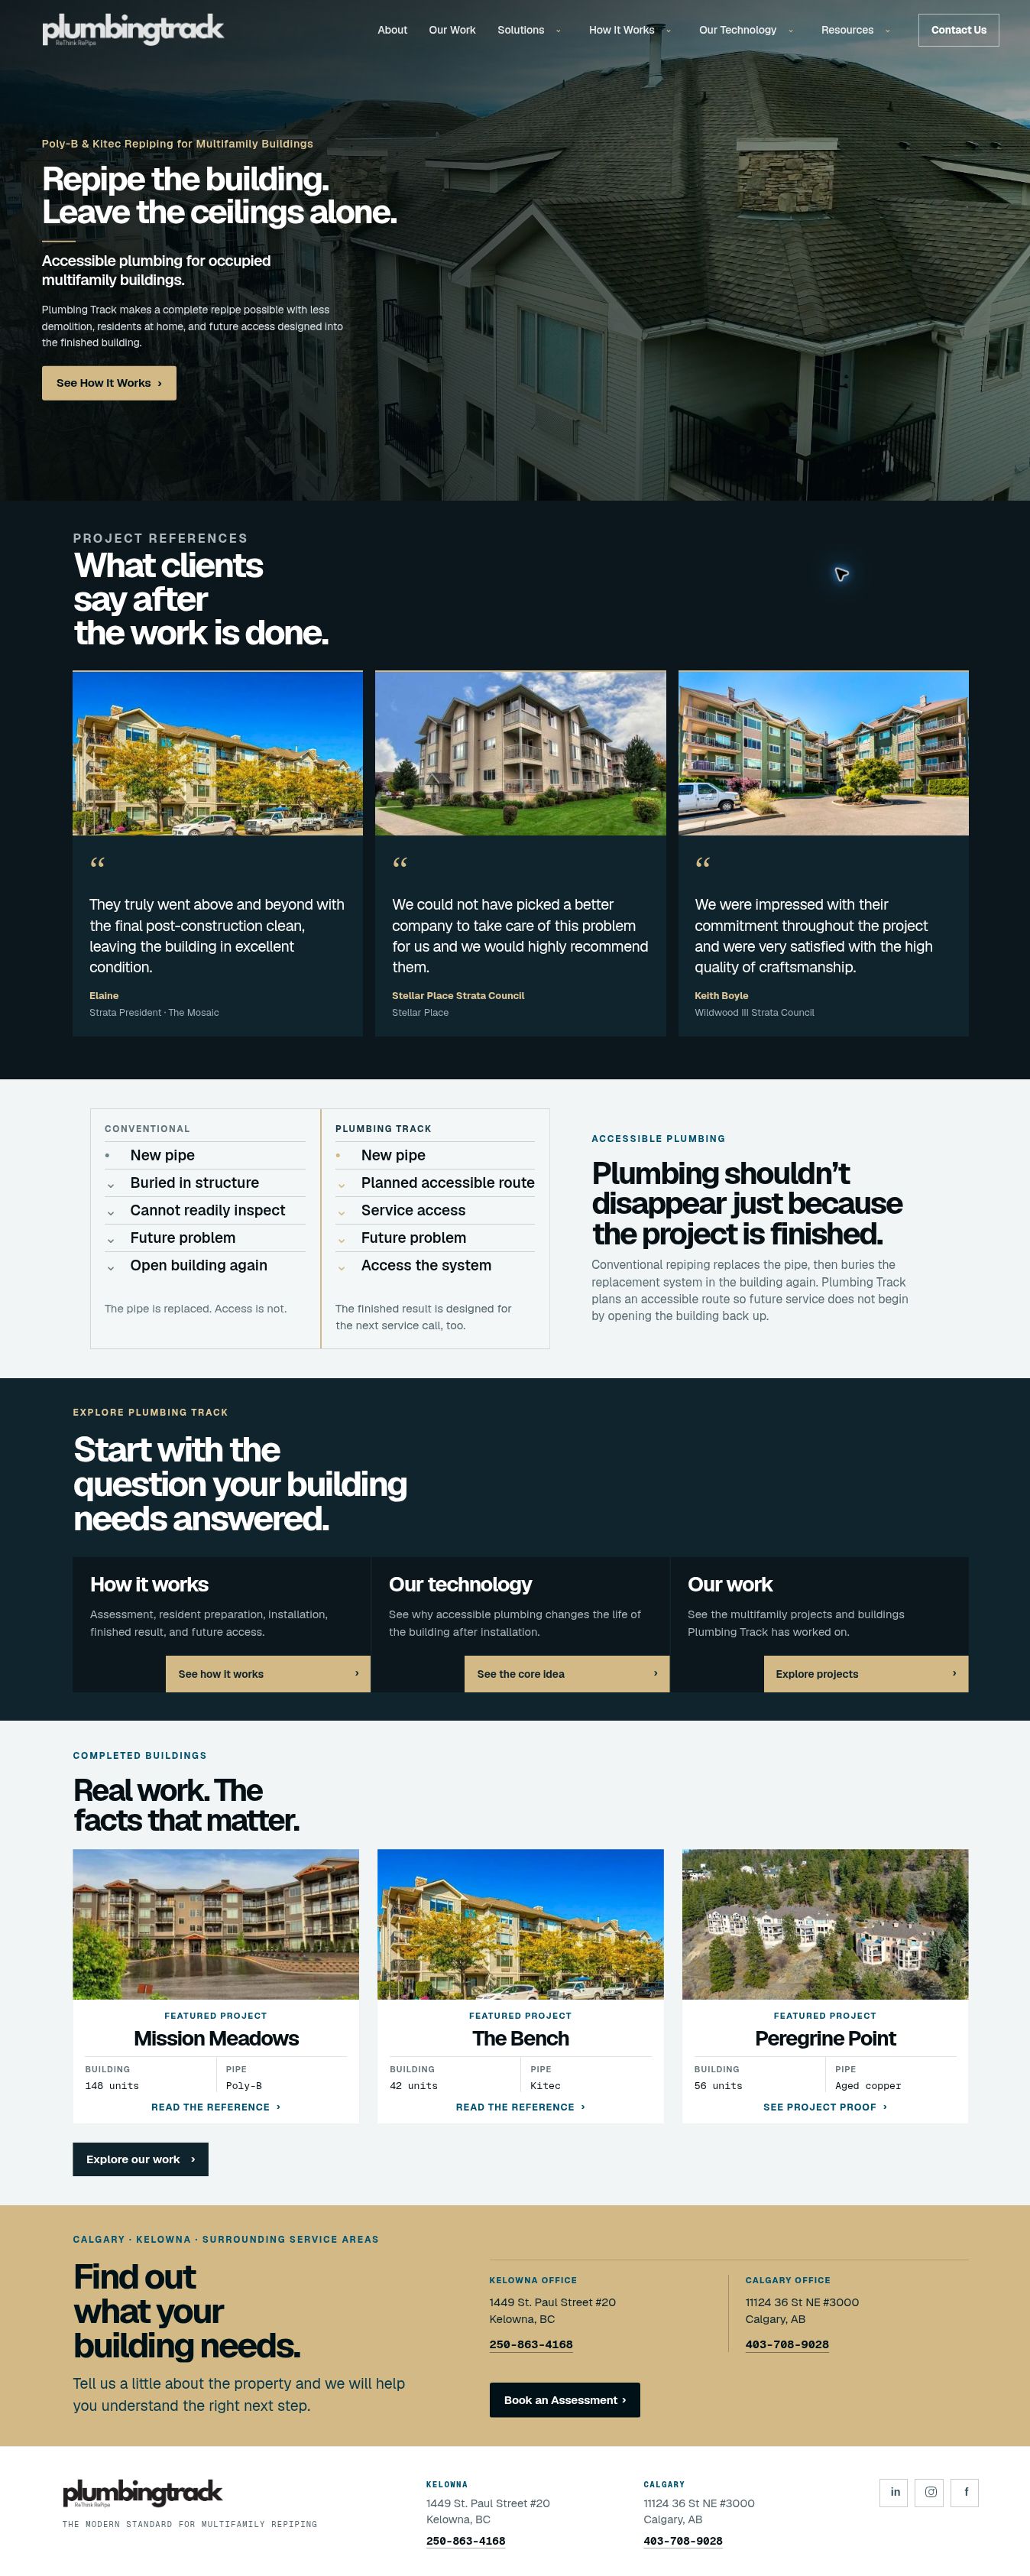 plumbingtrack
ReThink RePipe
About
Our Work
Solutions
How It Works
Our Technology
Resources
Contact Us
Poly-B & Kitec Repiping for Multifamily Buildings
Repipe the building.
Leave the ceilings alone.
Accessible plumbing for occupied
multifamily buildings.
Plumbing Track makes a complete repipe possible with less
demolition, residents at home, and future access designed into
the finished building.
See How It Works ›
PROJECT REFERENCES
What clients
say after
the work is done.
“
They truly went above and beyond with
the final post-construction clean,
leaving the building in excellent
condition.
Elaine
Strata President · The Mosaic
“
We could not have picked a better
company to take care of this problem
for us and we would highly recommend
them.
Stellar Place Strata Council
Stellar Place
“
We were impressed with their
commitment throughout the project
and were very satisfied with the high
quality of craftsmanship.
Keith Boyle
Wildwood III Strata Council
CONVENTIONAL
New pipe
Buried in structure
Cannot readily inspect
Future problem
Open building again
The pipe is replaced. Access is not.
PLUMBING TRACK
New pipe
Planned accessible route
Service access
Future problem
Access the system
The finished result is designed for
the next service call, too.
ACCESSIBLE PLUMBING
Plumbing shouldn’t
disappear just because
the project is finished.
Conventional repiping replaces the pipe, then buries the
replacement system in the building again. Plumbing Track
plans an accessible route so future service does not begin
by opening the building back up.
EXPLORE PLUMBING TRACK
Start with the
question your building
needs answered.
How it works
Assessment, resident preparation, installation,
finished result, and future access.
See how it works ›
Our technology
See why accessible plumbing changes the life of
the building after installation.
See the core idea ›
Our work
See the multifamily projects and buildings
Plumbing Track has worked on.
Explore projects ›
COMPLETED BUILDINGS
Real work. The
facts that matter.
FEATURED PROJECT
Mission Meadows
BUILDING
148 units
PIPE
Poly-B
READ THE REFERENCE ›
FEATURED PROJECT
The Bench
BUILDING
42 units
PIPE
Kitec
READ THE REFERENCE ›
FEATURED PROJECT
Peregrine Point
BUILDING
56 units
PIPE
Aged copper
SEE PROJECT PROOF ›
Explore our work ›
CALGARY · KELOWNA · SURROUNDING SERVICE AREAS
Find out
what your
building needs.
Tell us a little about the property and we will help
you understand the right next step.
KELOWNA OFFICE
1449 St. Paul Street #20
Kelowna, BC
250-863-4168
CALGARY OFFICE
11124 36 St NE #3000
Calgary, AB
403-708-9028
Book an Assessment ›
plumbingtrack
ReThink RePipe
THE MODERN STANDARD FOR MULTIFAMILY REPIPING
KELOWNA
1449 St. Paul Street #20
Kelowna, BC
250-863-4168
CALGARY
11124 36 St NE #3000
Calgary, AB
403-708-9028
in
f